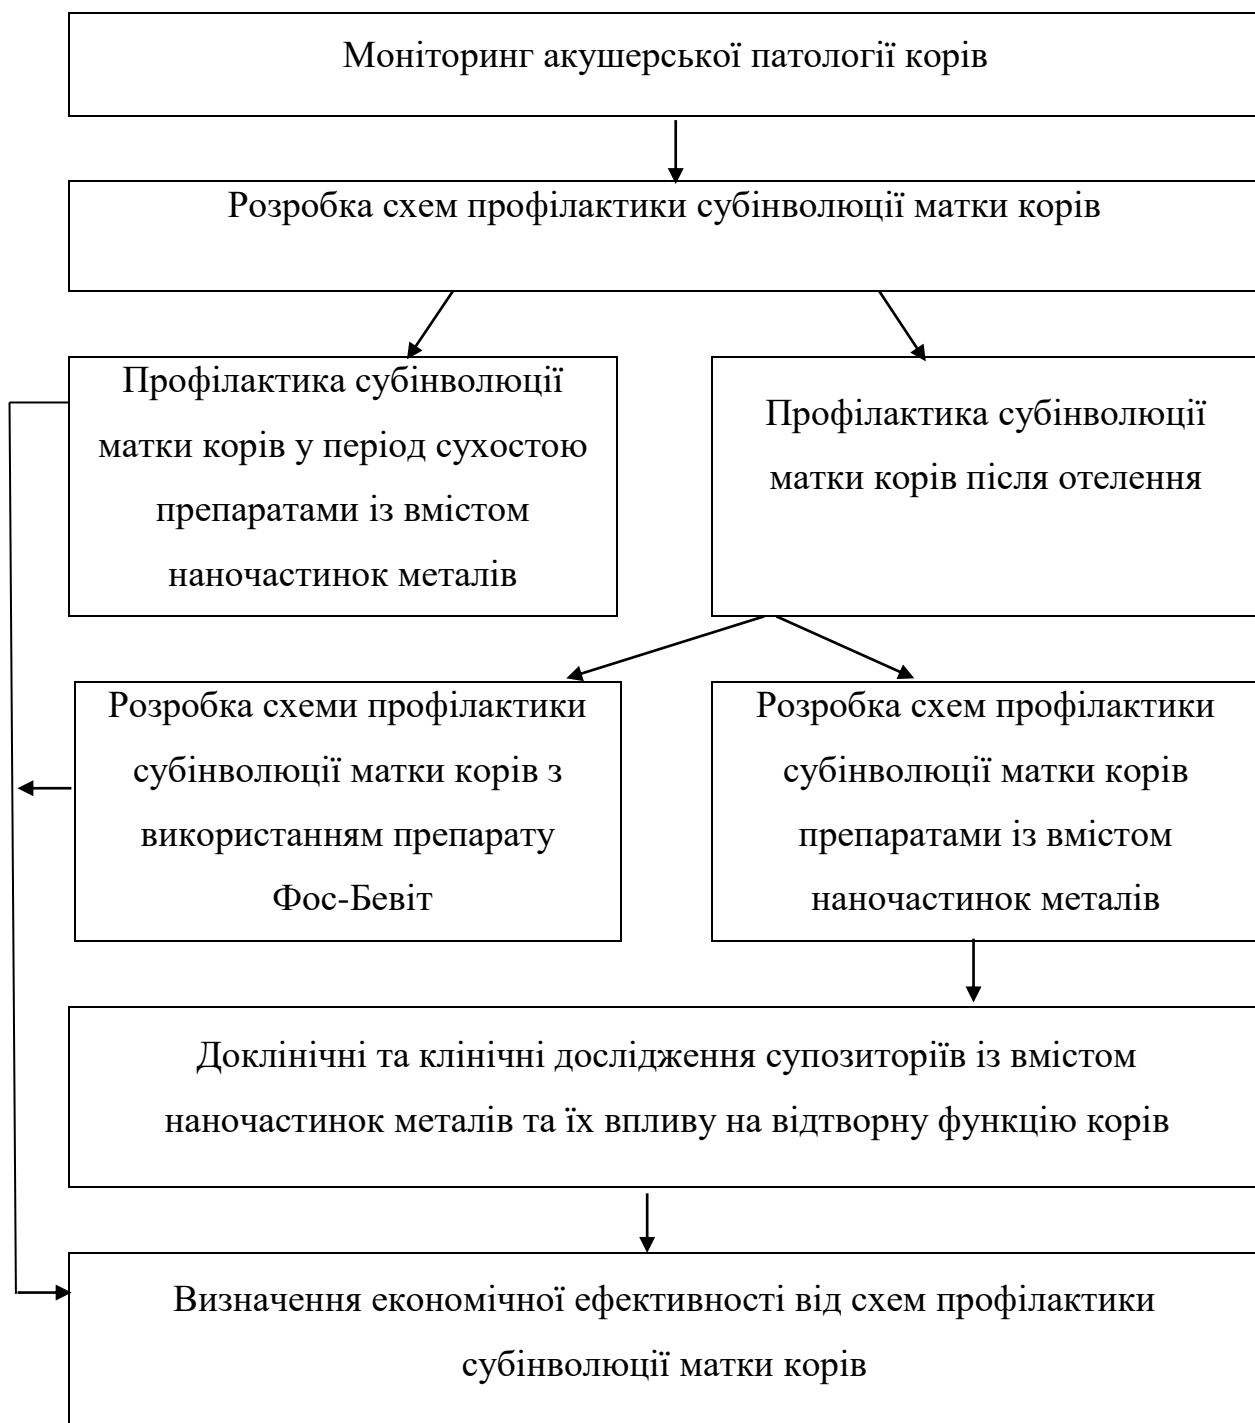 Моніторинг акушерської патології корів
Розробка схем профілактики субінволюції матки корів
Профілактика субінволюції
матки корів у період сухостою
препаратами із вмістом
наночастинок металів
Профілактика субінволюції
матки корів після отелення
Розробка схеми профілактики
субінволюції матки корів з
використанням препарату
Фос-Бевіт
Розробка схем профілактики
субінволюції матки корів
препаратами із вмістом
наночастинок металів
Доклінічні та клінічні дослідження супозиторіїв із вмістом
наночастинок металів та їх впливу на відтворну функцію корів
Визначення економічної ефективності від схем профілактики
субінволюції матки корів